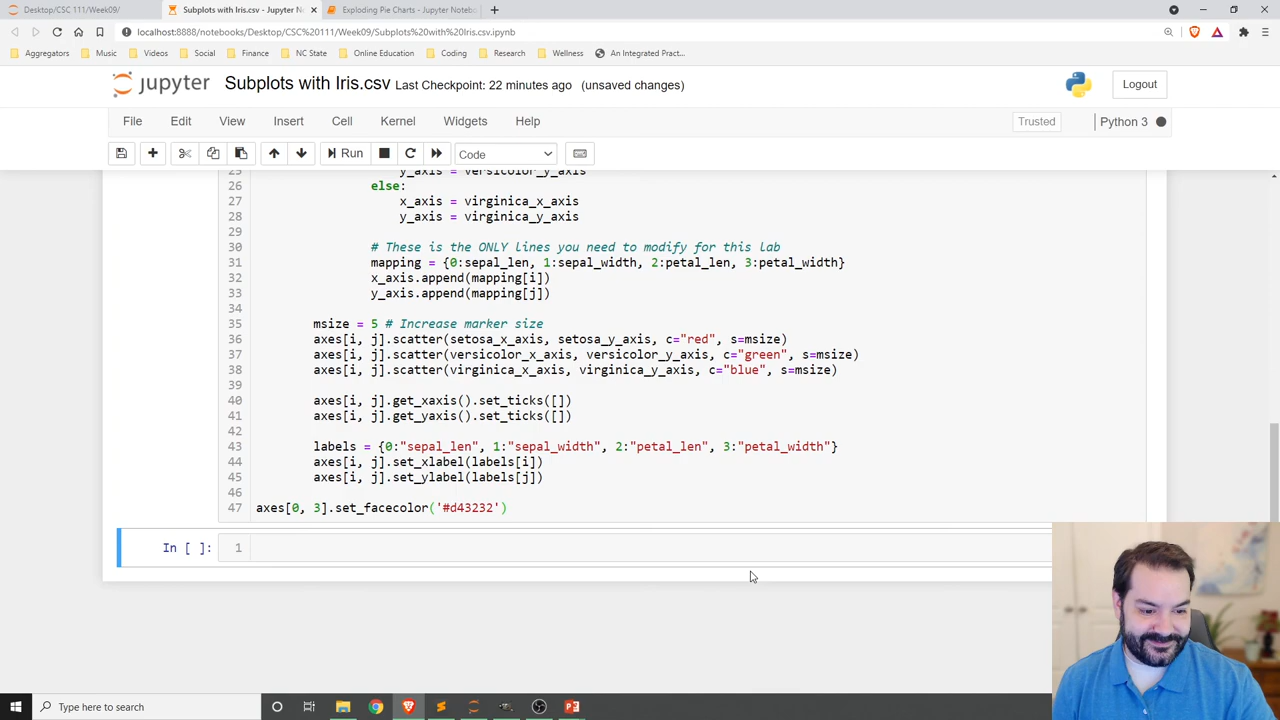 Desktop/CSC 111/Week09/
Subplots with Iris.csv - Jupyter N
Exploding Pie Charts - Jupyter Noteb
localhost:8888/notebooks/Desktop/CSC%20111/Week09/Subplots%20with%20Iris.csv.ipynb
Aggregators Music Videos Social Finance NC State Online Education Coding Research Wellness An Integrated Pract...
jupyter Subplots with Iris.csv Last Checkpoint: 22 minutes ago (unsaved changes) Logout
File Edit View Insert Cell Kernel Widgets Help Trusted Python 3
Run Code
25 y_axis = versicolor_y_axis
26 else:
27 x_axis = virginica_x_axis
28 y_axis = virginica_y_axis
29
30 # These is the ONLY lines you need to modify for this lab
31 mapping = {0:sepal_len, 1:sepal_width, 2:petal_len, 3:petal_width}
32 x_axis.append(mapping[i])
33 y_axis.append(mapping[j])
34
35 msize = 5 # Increase marker size
36 axes[i, j].scatter(setosa_x_axis, setosa_y_axis, c="red", s=msize)
37 axes[i, j].scatter(versicolor_x_axis, versicolor_y_axis, c="green", s=msize)
38 axes[i, j].scatter(virginica_x_axis, virginica_y_axis, c="blue", s=msize)
39
40 axes[i, j].get_xaxis().set_ticks([])
41 axes[i, j].get_yaxis().set_ticks([])
42
43 labels = {0:"sepal_len", 1:"sepal_width", 2:"petal_len", 3:"petal_width"}
44 axes[i, j].set_xlabel(labels[i])
45 axes[i, j].set_ylabel(labels[j])
46
47 axes[0, 3].set_facecolor('#d43232')
In [ ]: 1
Type here to search